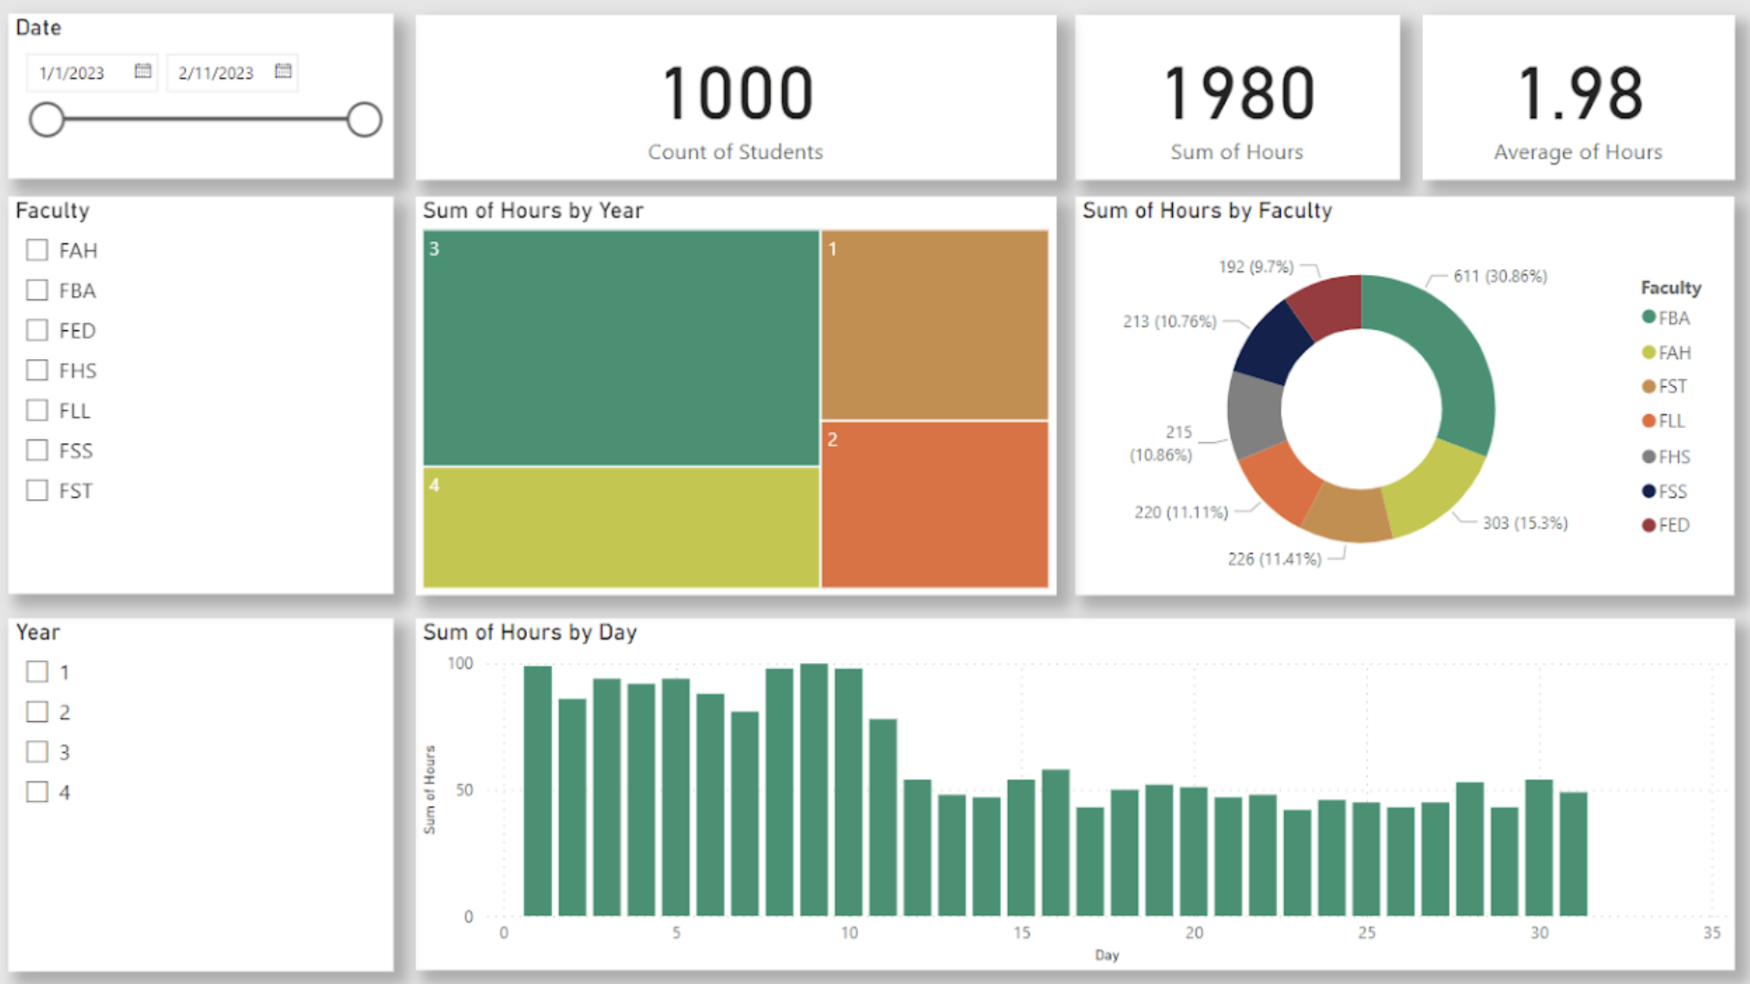 Date
1/1/2023
2/11/2023
1000
Count of Students
1980
Sum of Hours
1.98
Average of Hours
Faculty
FAH
FBA
FED
FHS
FLL
FSS
FST
Sum of Hours by Year
3
1
2
4
Sum of Hours by Faculty
192 (9.7%)
611 (30.86%)
213 (10.76%)
215
(10.86%)
220 (11.11%)
226 (11.41%)
303 (15.3%)
Faculty
FBA
FAH
FST
FLL
FHS
FSS
FED
Year
1
2
3
4
Sum of Hours by Day
Sum of Hours
100
50
0
0 5 10 15 20 25 30 35
Day